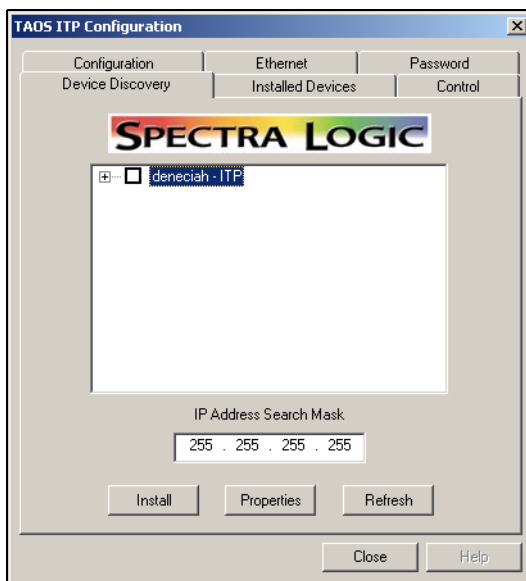 TAOS ITP Configuration
Configuration Ethernet Password
Device Discovery Installed Devices Control
SPECTRA LOGIC
deneciah - ITP
IP Address Search Mask
255 . 255 . 255 . 255
Install Properties Refresh
Close Help